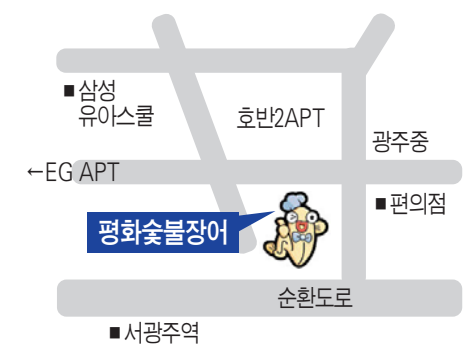 ■삼성
유아스쿨
호반2APT
광주중
←EG APT
■편의점
평화숯불장어
순환도로
■서광주역